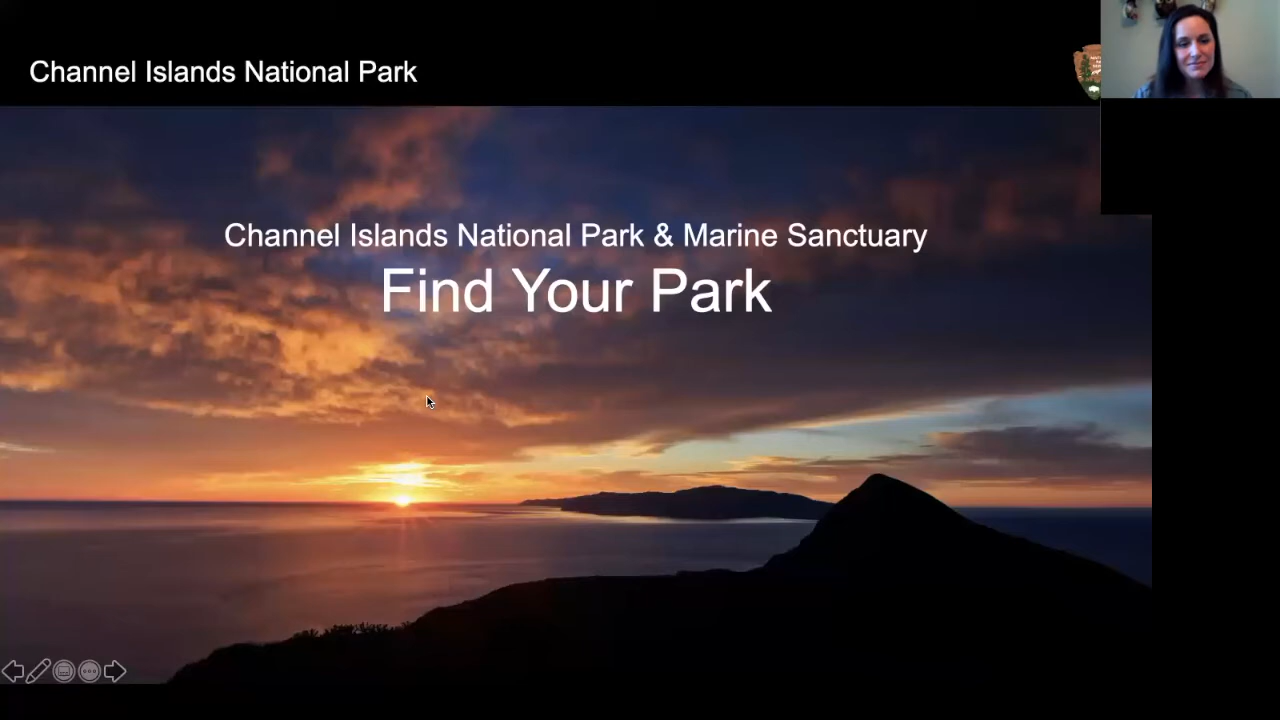 Channel Islands National Park
Channel Islands National Park & Marine Sanctuary
Find Your Park